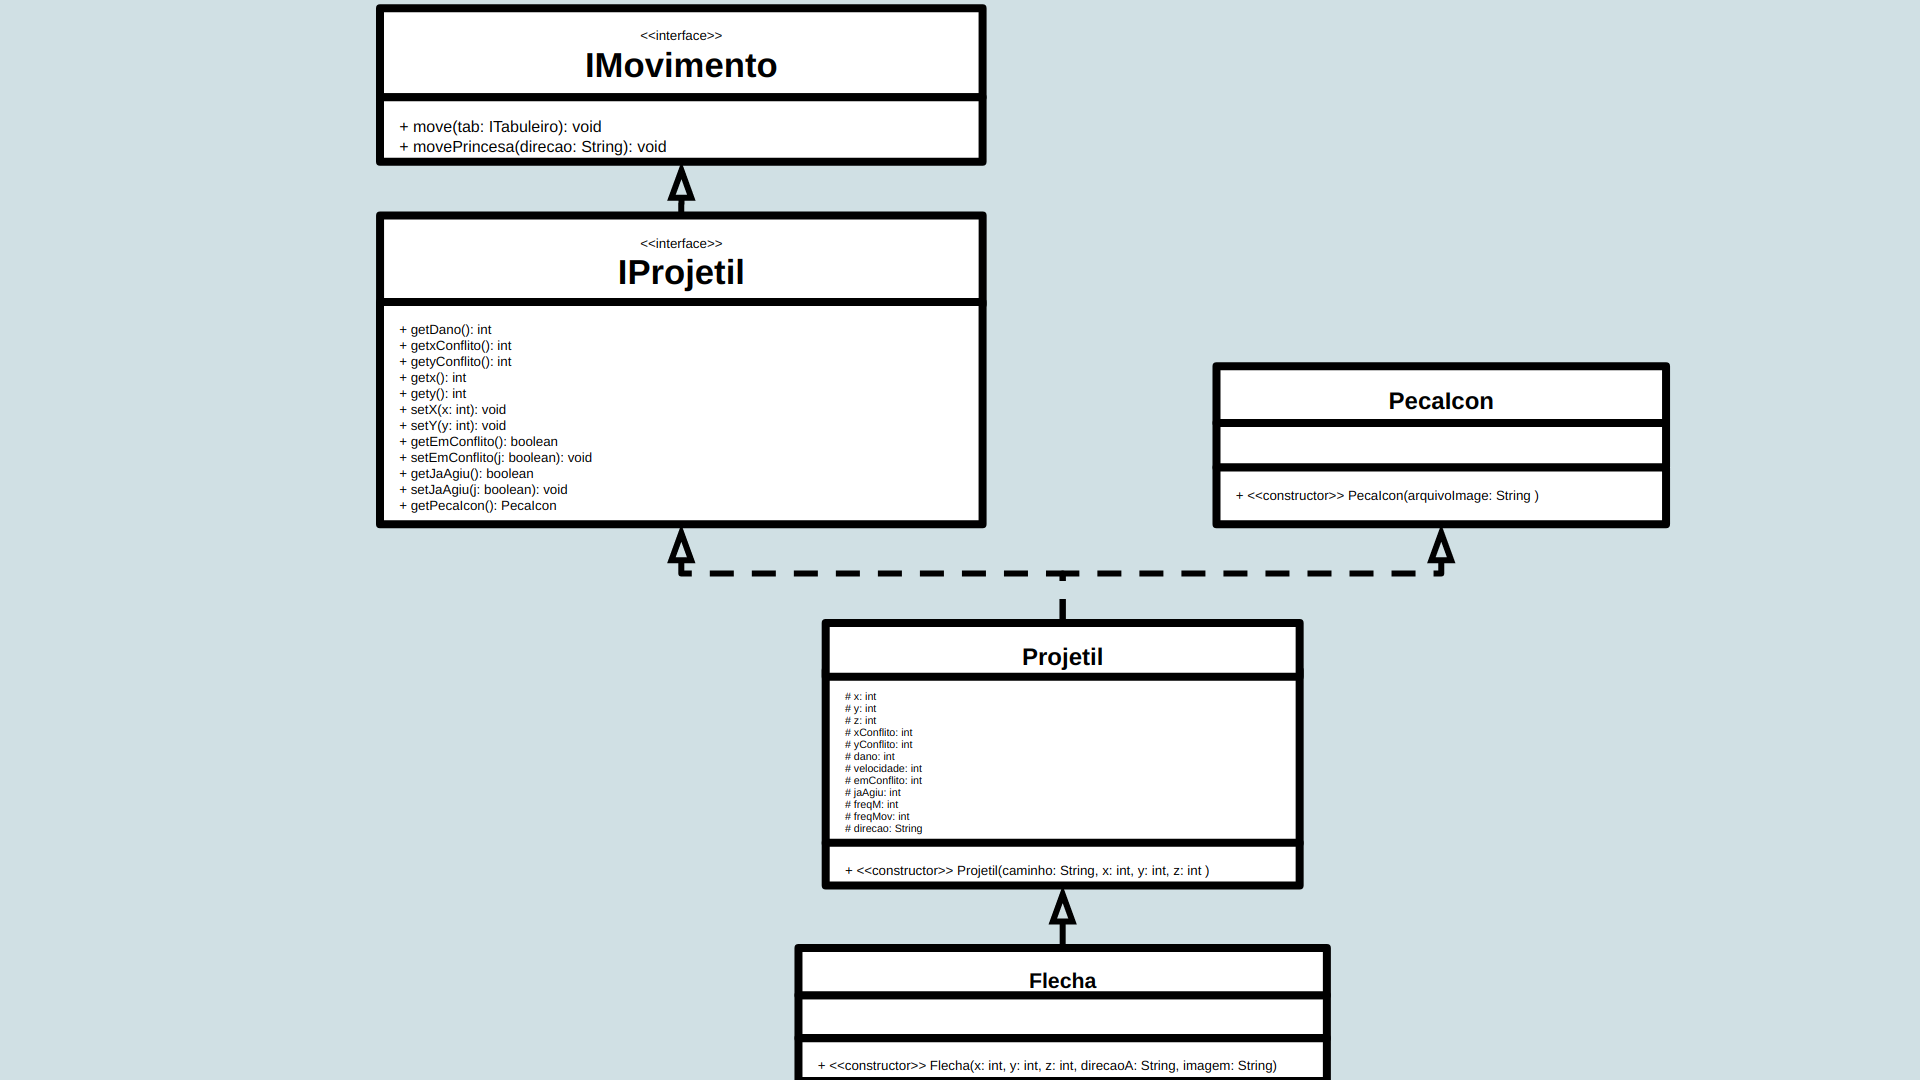 <<interface>>
IMovimento
+ move(tab: ITabuleiro): void
+ movePrincesa(direcao: String): void
<<interface>>
IProjetil
+ getDano(): int
+ getxConflito(): int
+ getyConflito(): int
+ getx(): int
+ gety(): int
+ setX(x: int): void
+ setY(y: int): void
+ getEmConflito(): boolean
+ setEmConflito(j: boolean): void
+ getJaAgiu(): boolean
+ setJaAgiu(j: boolean): void
+ getPecaIcon(): PecaIcon
PecaIcon
+ <<constructor>> PecaIcon(arquivoImage: String )
Projetil
# x: int
# y: int
# z: int
# xConflito: int
# yConflito: int
# dano: int
# velocidade: int
# emConflito: int
# jaAgiu: int
# freqM: int
# freqMov: int
# direcao: String
+ <<constructor>> Projetil(caminho: String, x: int, y: int, z: int )
Flecha
+ <<constructor>> Flecha(x: int, y: int, z: int, direcaoA: String, imagem: String)